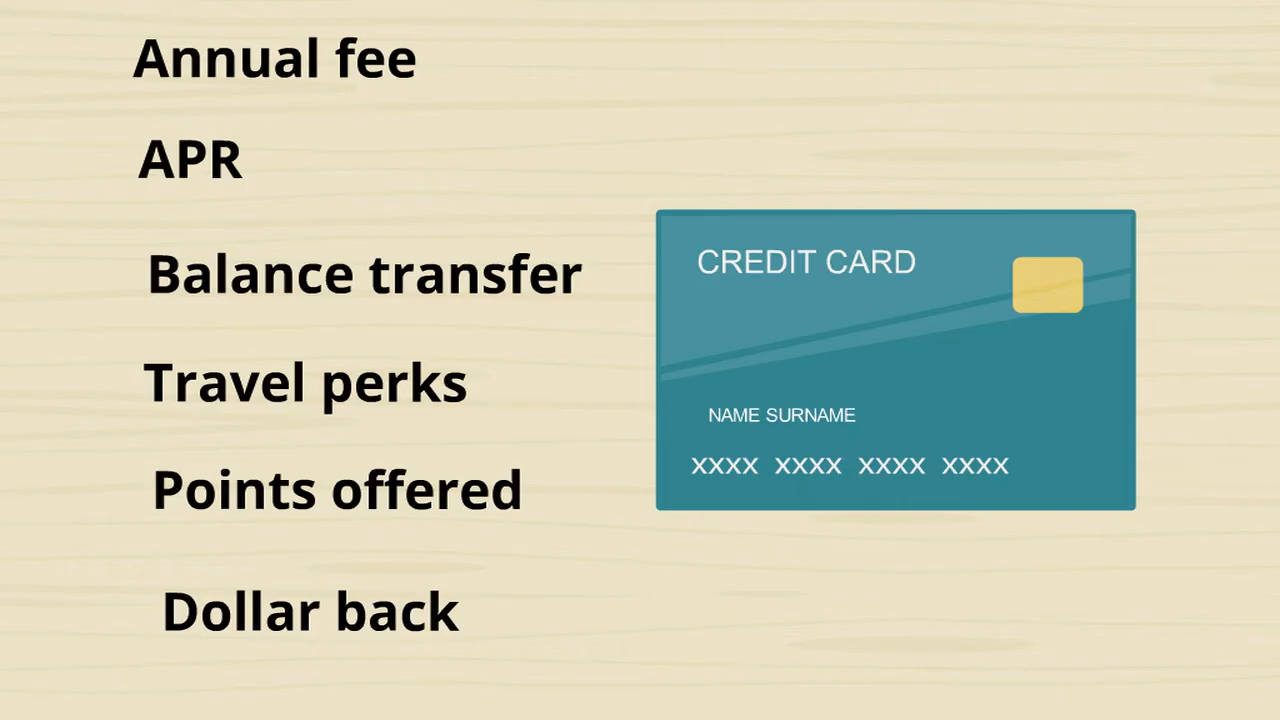 Annual fee
APR
Balance transfer
Travel perks
Points offered
Dollar back
CREDIT CARD
NAME SURNAME
XXXX XXXX XXXX XXXX